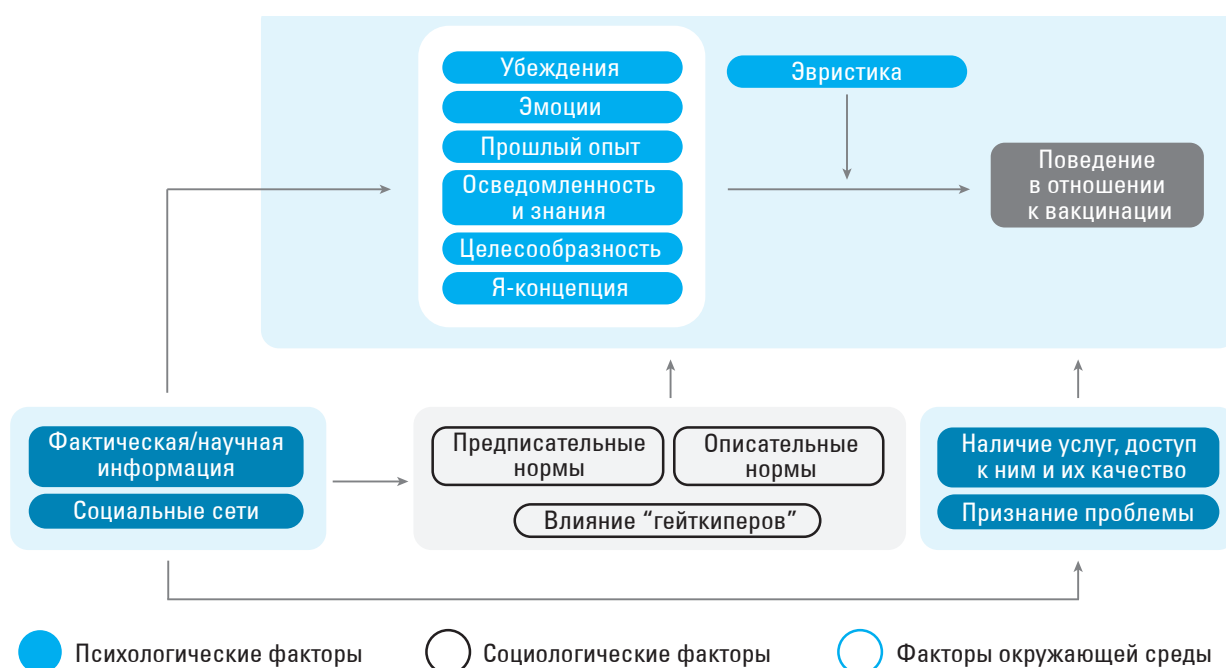 Убеждения
Эмоции
Прошлый опыт
Осведомленность
и знания
Целесообразность
Я-концепция
Эвристика
Поведение
в отношении
к вакцинации
Фактическая/научная
информация
Социальные сети
Предписательные
нормы
Описательные
нормы
Влияние “гейткиперов”
Наличие услуг, доступ
к ним и их качество
Признание проблемы
Психологические факторы
Социологические факторы
Факторы окружающей среды